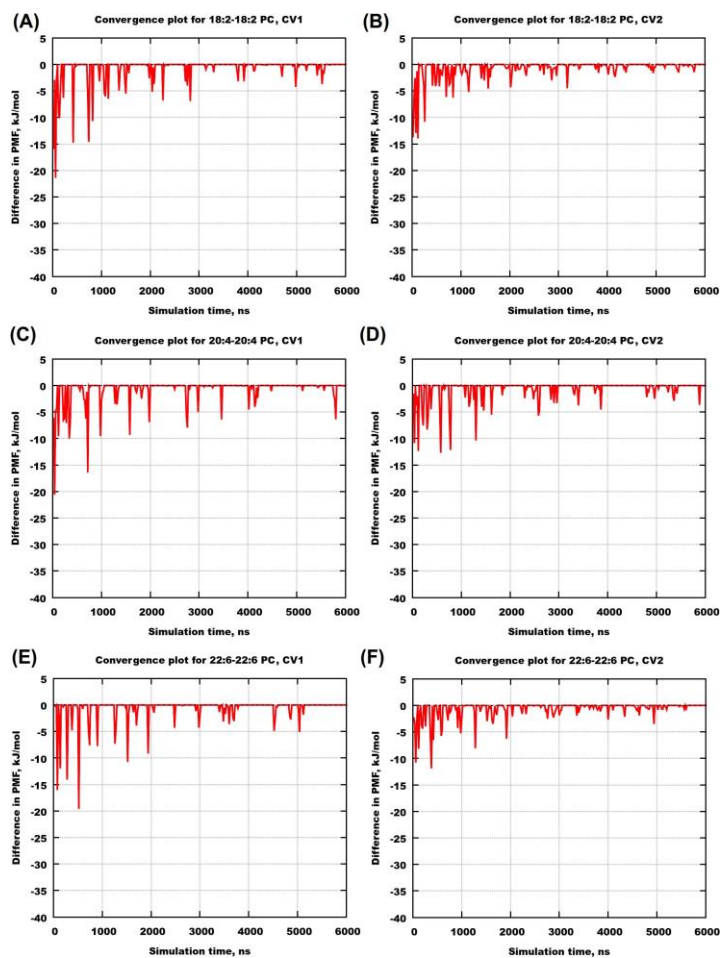 (A)
Convergence plot for 18:2-18:2 PC, CV1
5
0
-5
-10
-15
-20
-25
-30
-35
-40
Difference in PMF, kJ/mol
0 1000 2000 3000 4000 5000 6000
Simulation time, ns
(B)
Convergence plot for 18:2-18:2 PC, CV2
5
0
-5
-10
-15
-20
-25
-30
-35
-40
Difference in PMF, kJ/mol
0 1000 2000 3000 4000 5000 6000
Simulation time, ns
(C)
Convergence plot for 20:4-20:4 PC, CV1
5
0
-5
-10
-15
-20
-25
-30
-35
-40
Difference in PMF, kJ/mol
0 1000 2000 3000 4000 5000 6000
Simulation time, ns
(D)
Convergence plot for 20:4-20:4 PC, CV2
5
0
-5
-10
-15
-20
-25
-30
-35
-40
Difference in PMF, kJ/mol
0 1000 2000 3000 4000 5000 6000
Simulation time, ns
(E)
Convergence plot for 22:6-22:6 PC, CV1
5
0
-5
-10
-15
-20
-25
-30
-35
-40
Difference in PMF, kJ/mol
0 1000 2000 3000 4000 5000 6000
Simulation time, ns
(F)
Convergence plot for 22:6-22:6 PC, CV2
5
0
-5
-10
-15
-20
-25
-30
-35
-40
Difference in PMF, kJ/mol
0 1000 2000 3000 4000 5000 6000
Simulation time, ns